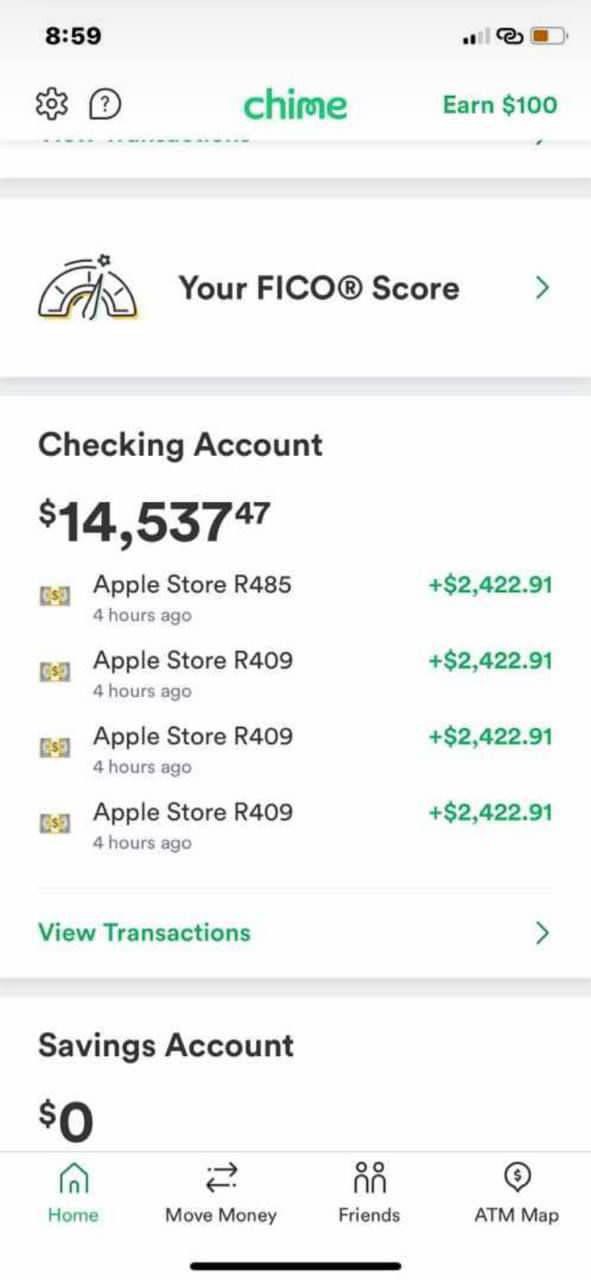 8:59
chime
Earn $100
View Transactions
Your FICO® Score
Checking Account
$14,537.47
Apple Store R485
+$2,422.91
4 hours ago
Apple Store R409
+$2,422.91
4 hours ago
Apple Store R409
+$2,422.91
4 hours ago
Apple Store R409
+$2,422.91
4 hours ago
View Transactions
Savings Account
$0
Home
Move Money
Friends
ATM Map